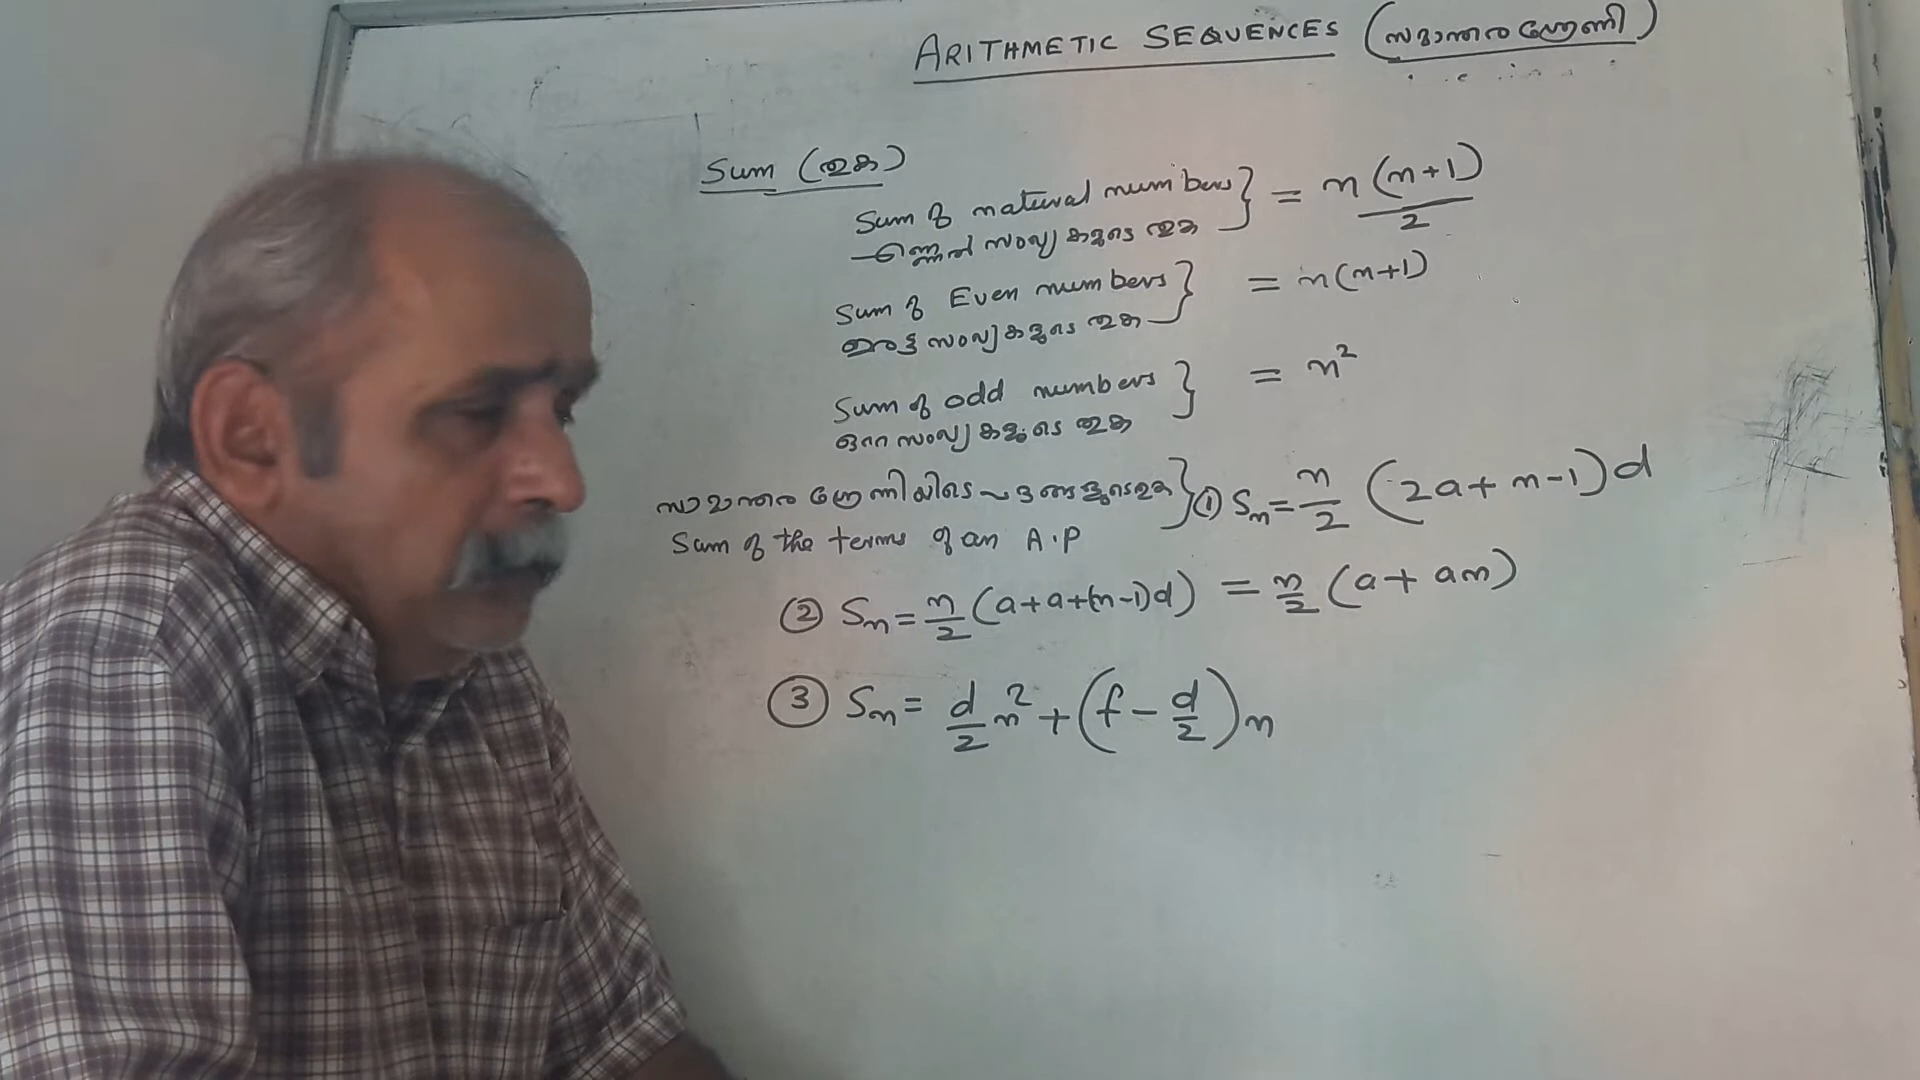 ARITHMETIC SEQUENCES (സമാന്തരശ്രേണി)
Sum (തുക)
Sum of natural numbers } = n(n+1)/2
എണ്ണൽ സംഖ്യകളുടെ തുക
Sum of Even numbers } = n(n+1)
ഇരട്ട സംഖ്യകളുടെ തുക
Sum of odd numbers } = n²
ഒറ്റ സംഖ്യകളുടെ തുക
സമാന്തര ശ്രേണിയിടെ പദങ്ങളുടെ തുക } ① Sn = n/2 (2a+n-1)d
Sum of the terms of an A.P
② Sn = n/2 (a+a+(n-1)d) = n/2 (a+an)
③ Sn = d/2 n² + (f - d/2)n